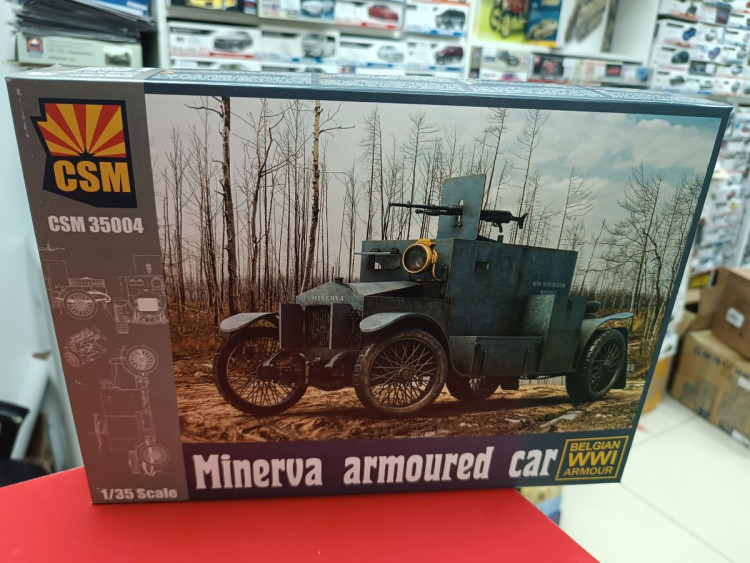 CSM
CSM 35004
MINERVA
1/35 Scale
Minerva armoured car
BELGIAN
WWI
ARMOUR